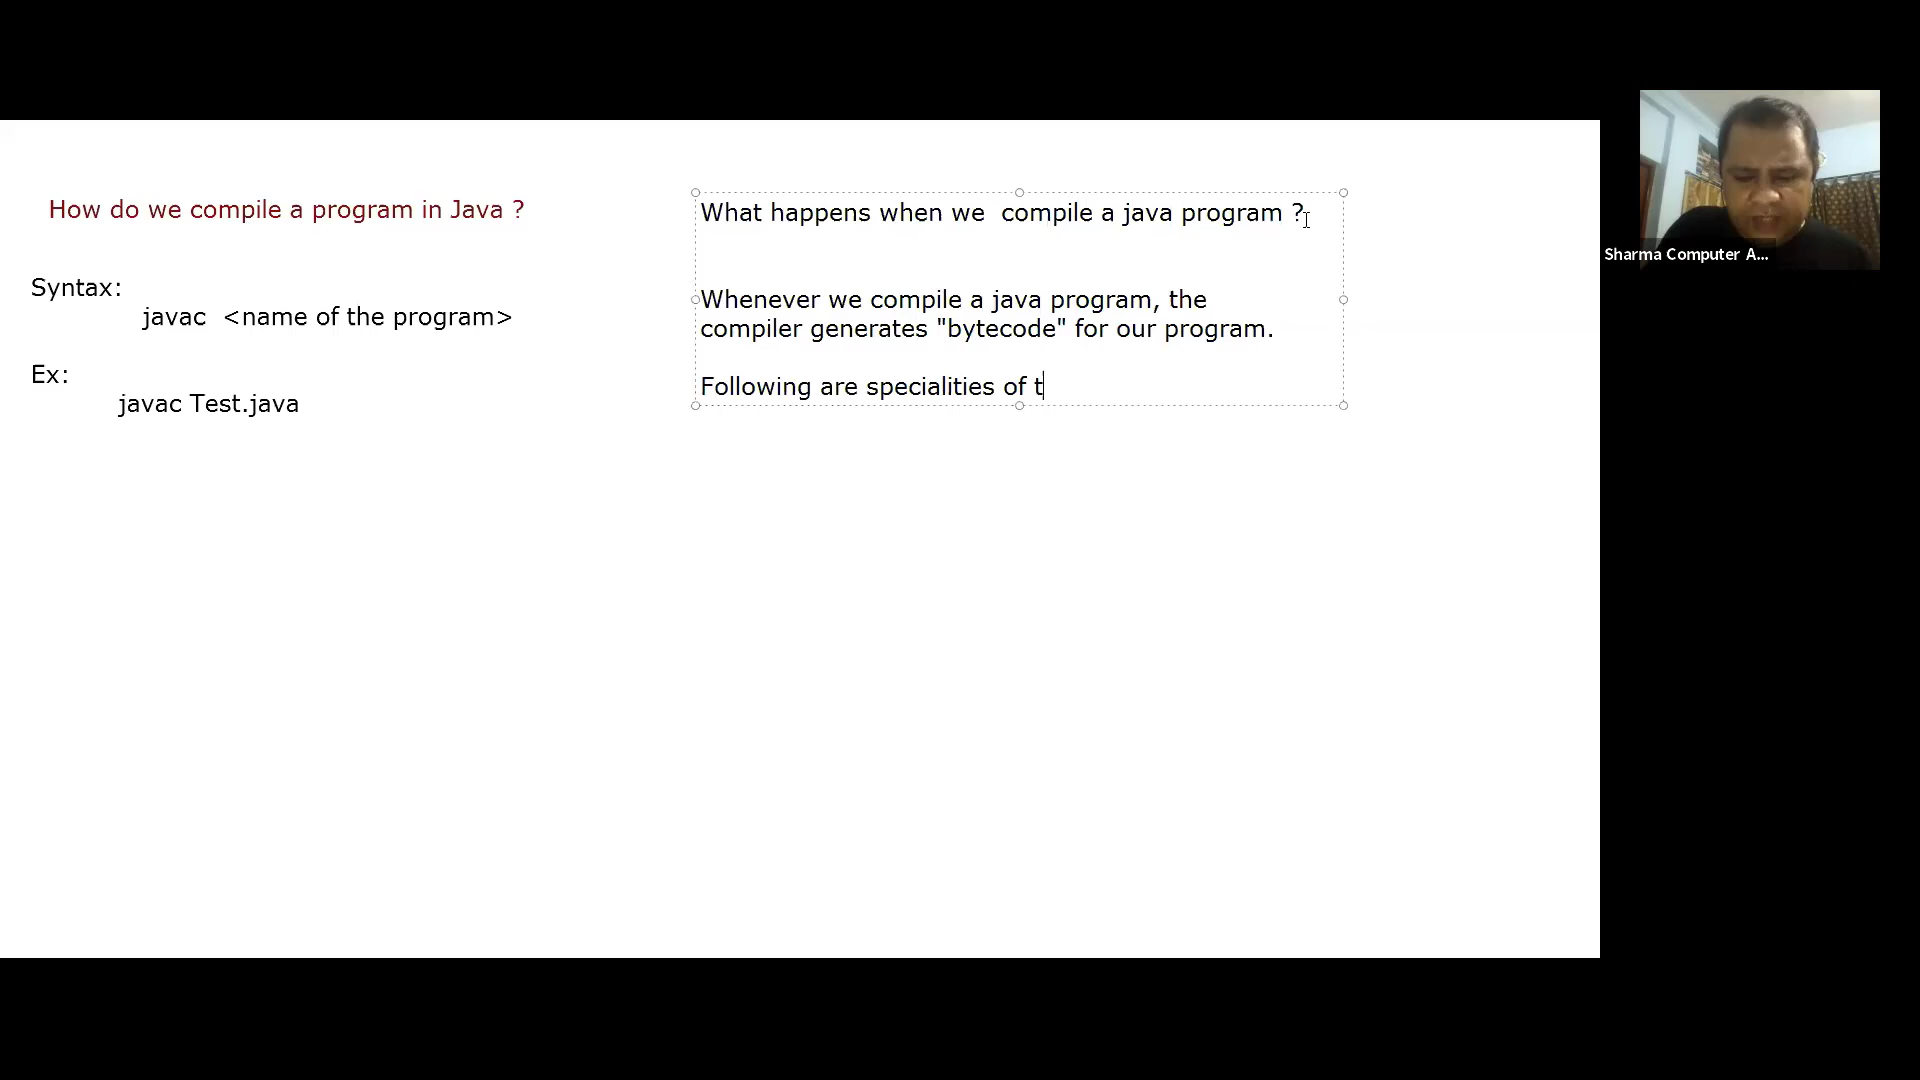 How do we compile a program in Java ?
Syntax:
javac <name of the program>
Ex:
javac Test.java
What happens when we compile a java program ?
Whenever we compile a java program, the
compiler generates "bytecode" for our program.
Following are specialities of t
Sharma Computer A...